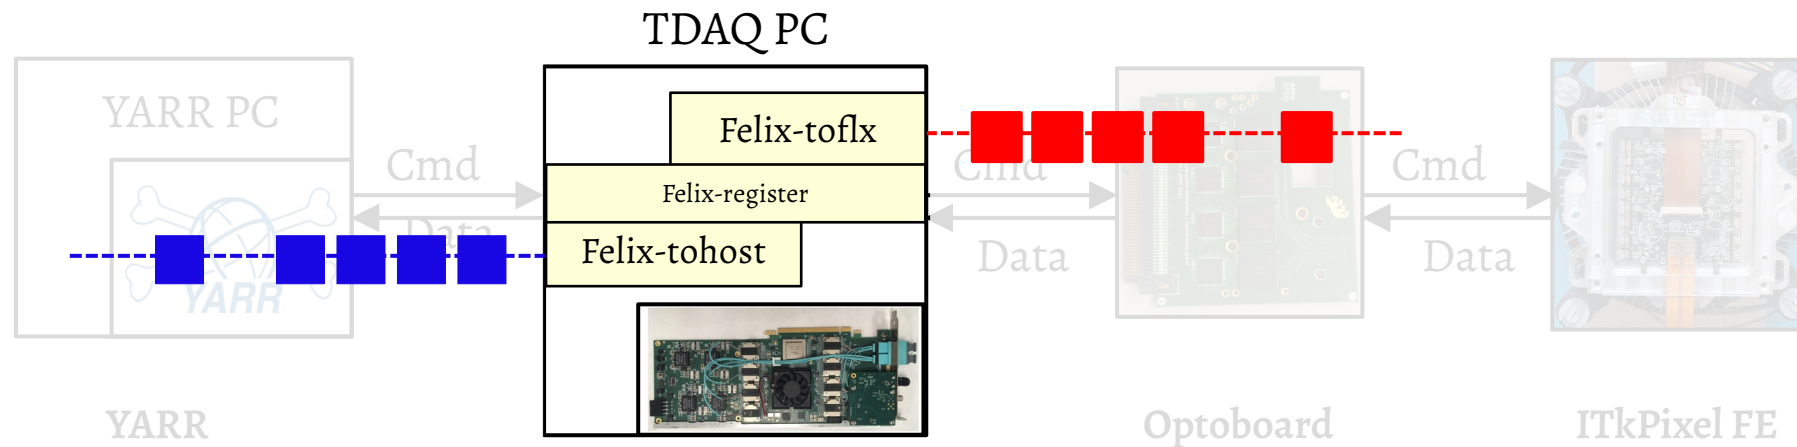 TDAQ PC
YARR PC
Felix-toflx
Cmd
Cmd
Cmd
Felix-register
Data
Felix-tohost
Data
Data
YARR
YARR
Optoboard
ITkPixel FE